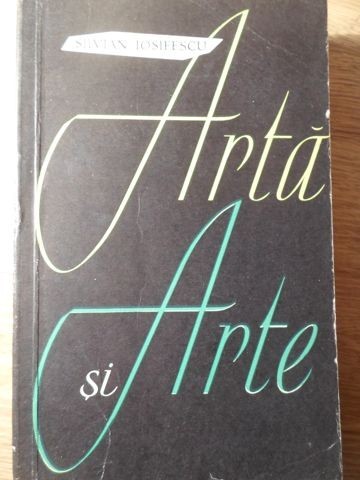 SILVIAN IOSIFESCU
Artă
și Arte